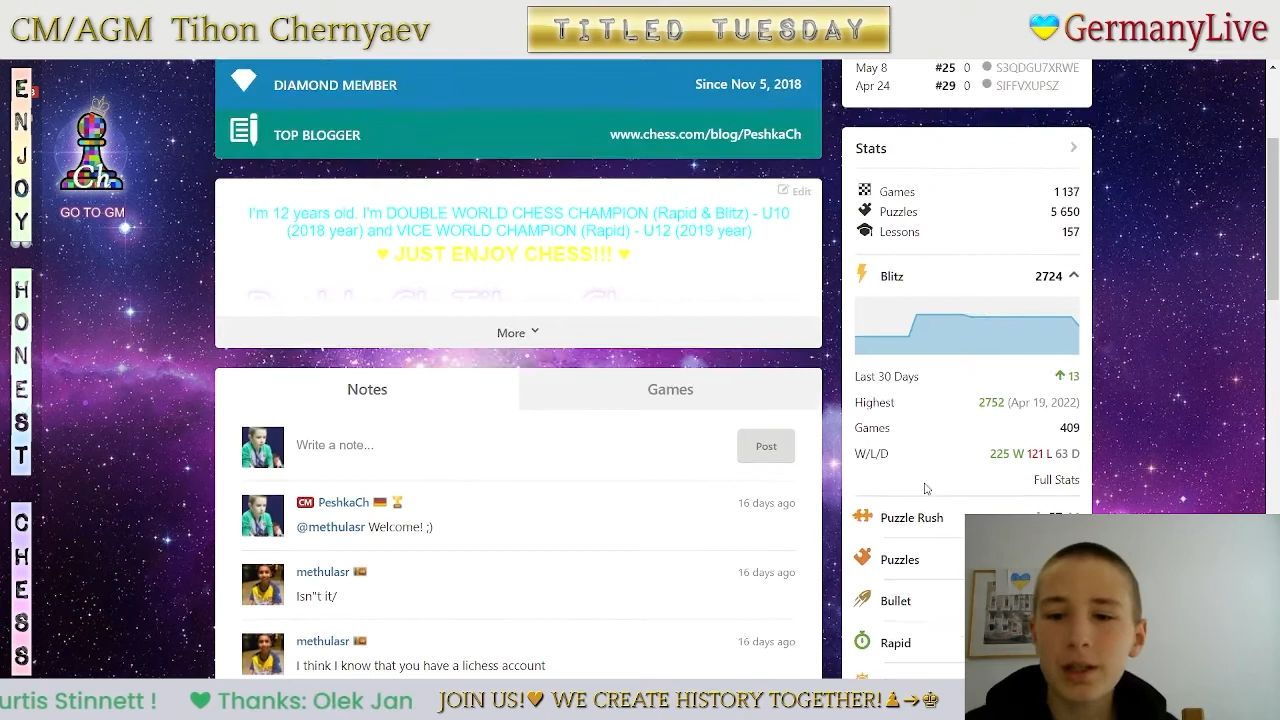 CM/AGM Tihon Chernyaev
TITLED TUESDAY
GermanyLive
ENJOY
HONEST
CHESS
Ch
GO TO GM
DIAMOND MEMBER
Since Nov 5, 2018
TOP BLOGGER
www.chess.com/blog/PeshkaCh
Edit
I'm 12 years old. I'm DOUBLE WORLD CHESS CHAMPION (Rapid & Blitz) - U10
(2018 year) and VICE WORLD CHAMPION (Rapid) - U12 (2019 year)
♥ JUST ENJOY CHESS!!! ♥
More
Notes
Games
Write a note...
Post
CM PeshkaCh
16 days ago
@methulasr Welcome! ;)
methulasr
16 days ago
Isn"t it/
methulasr
16 days ago
I think I know that you have a lichess account
May 8 #25 0 S3QDGU7XRWE
Apr 24 #29 0 SIFFVXUPSZ
Stats
Games 1 137
Puzzles 5 650
Lessons 157
Blitz 2724
Last 30 Days 13
Highest 2752 (Apr 19, 2022)
Games 409
W/L/D 225 W 121 L 63 D
Full Stats
Puzzle Rush
Puzzles
Bullet
Rapid
urtis Stinnett !
Thanks: Olek Jan
JOIN US! WE CREATE HISTORY TOGETHER!